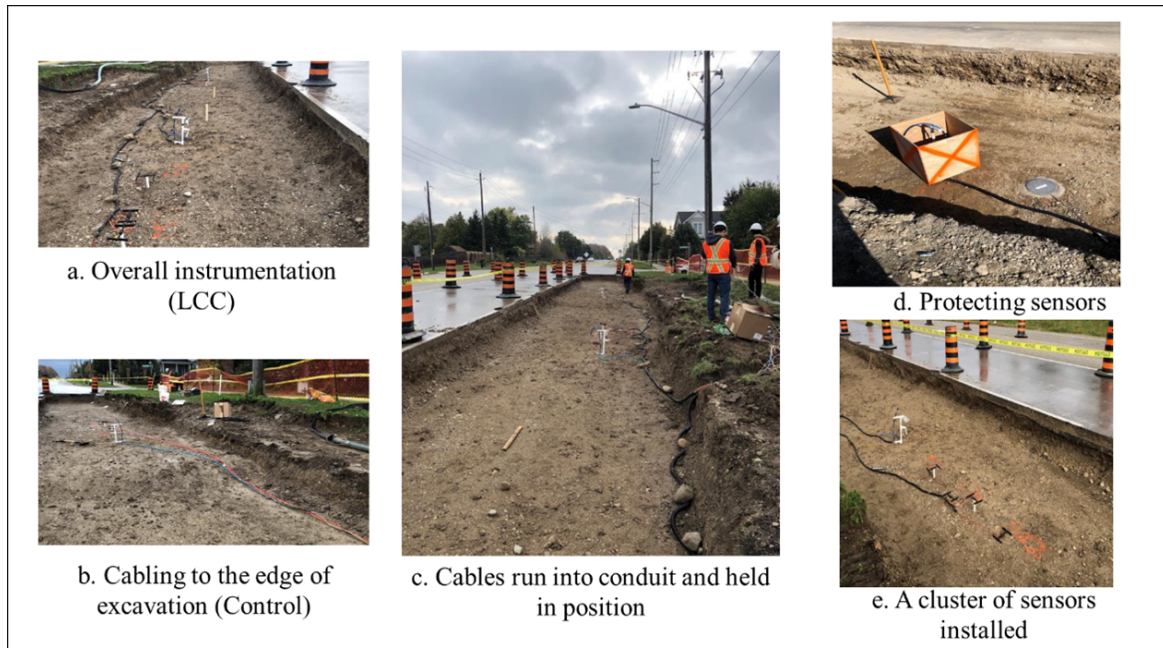 a. Overall instrumentation
(LCC)
b. Cabling to the edge of
excavation (Control)
c. Cables run into conduit and held
in position
d. Protecting sensors
e. A cluster of sensors
installed